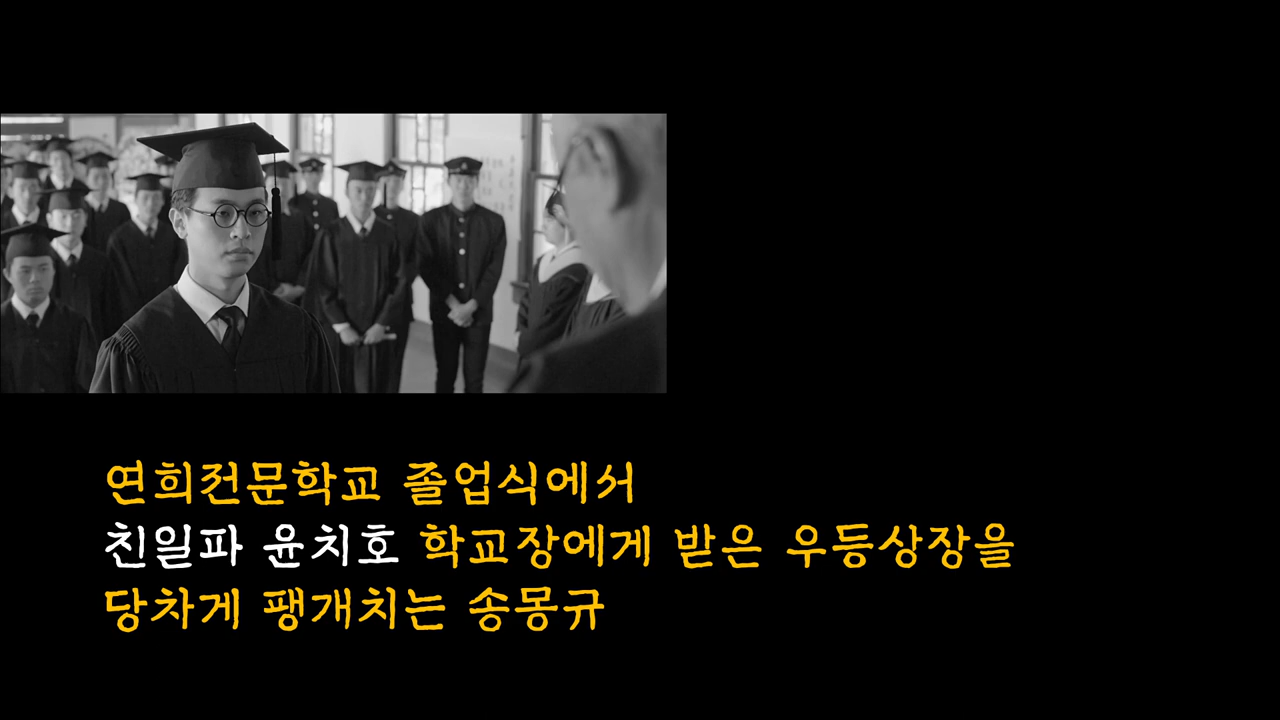 연희전문학교 졸업식에서
친일파 윤치호 학교장에게 받은 우등상장을
당차게 팽개치는 송몽규